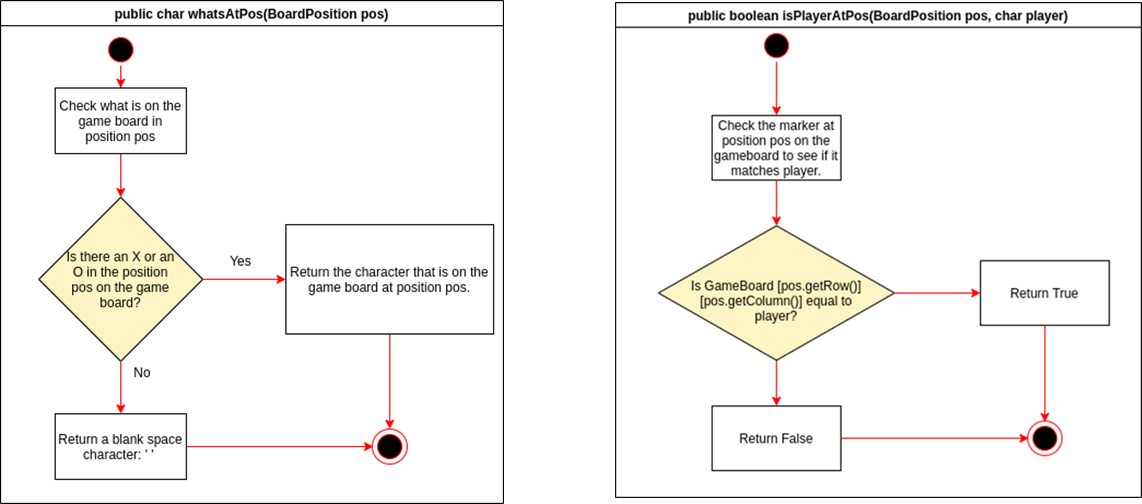 public char whatsAtPos(BoardPosition pos)
Check what is on the
game board in
position pos
Is there an X or an
O in the position
pos on the game
board?
Yes
Return the character that is on the
game board at position pos.
No
Return a blank space
character: ' '
public boolean isPlayerAtPos(BoardPosition pos, char player)
Check the marker at
position pos on the
gameboard to see if it
matches player.
Is GameBoard [pos.getRow()]
[pos.getColumn()] equal to
player?
Return True
Return False